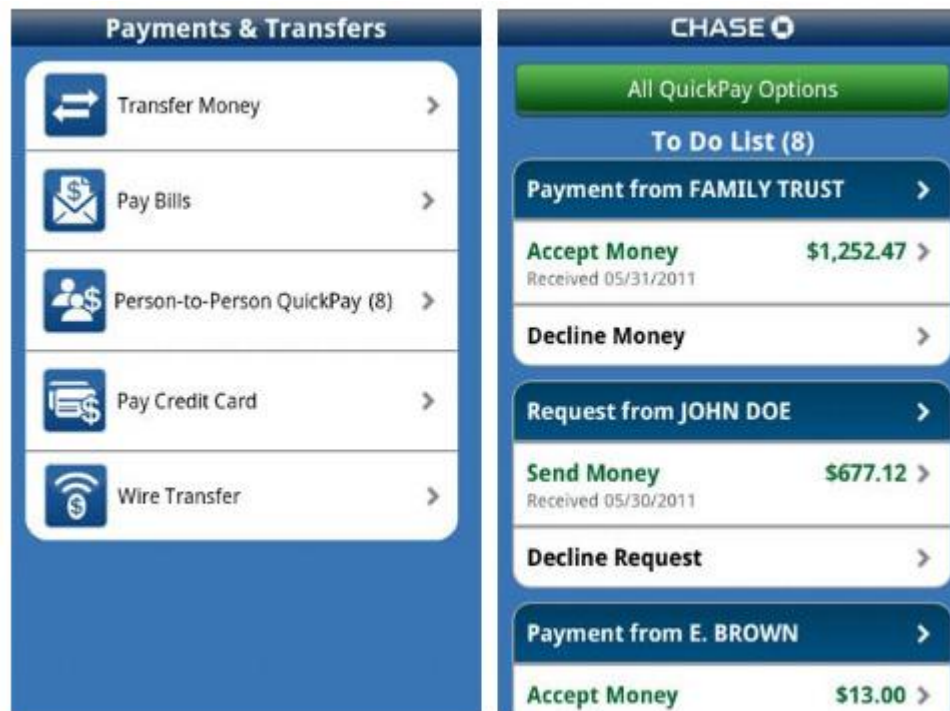 Payments & Transfers
Transfer Money
Pay Bills
Person-to-Person QuickPay (8)
Pay Credit Card
Wire Transfer
CHASE
All QuickPay Options
To Do List (8)
Payment from FAMILY TRUST
Accept Money $1,252.47
Received 05/31/2011
Decline Money
Request from JOHN DOE
Send Money $677.12
Received 05/30/2011
Decline Request
Payment from E. BROWN
Accept Money $13.00